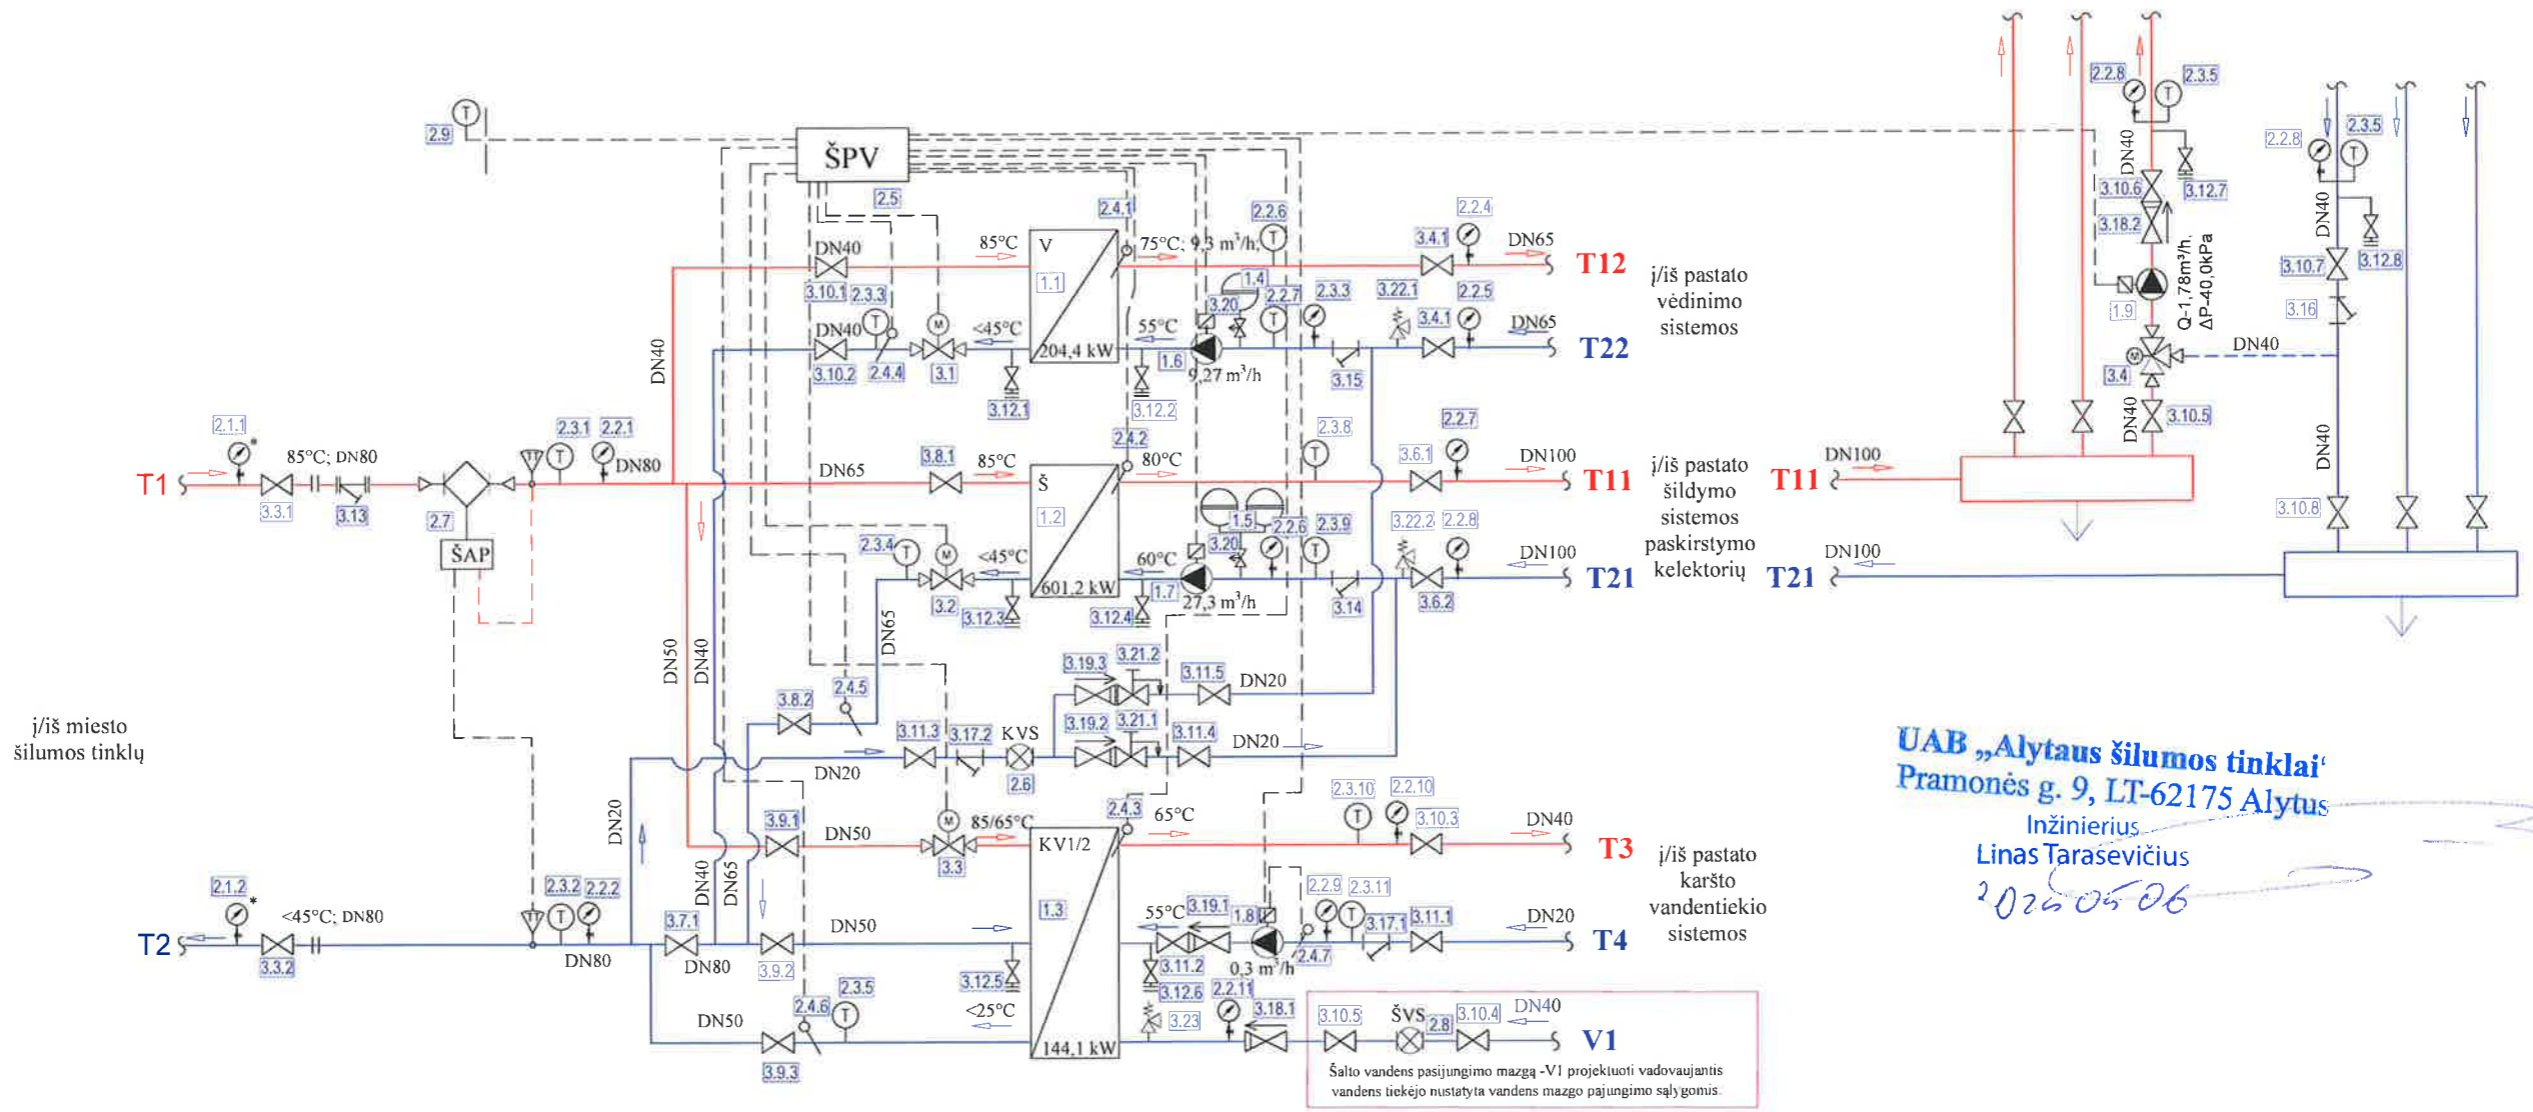 2.9
ŠPV
2.5
2.4.1
2.2.6
2.2.4
DN40
85°C
V
75°C; 9,3 m³/h;
3.4.1
DN65
T12
į/iš pastato
vėdinimo
sistemos
3.10.1
2.3.3
1.1
1.4
3.20
2.2.7
2.3.3
3.22.1
2.2.5
DN40
M
<45°C
55°C
3.4.1
DN65
T22
204,4 kW
1.6
9,27 m³/h
3.10.2
2.4.4
3.1
3.15
3.12.1
3.12.2
DN40
2.1.1
*
85°C; DN80
2.3.1
2.2.1
DN80
DN65
3.8.1
85°C
2.4.2
80°C
2.3.8
2.2.7
3.6.1
DN100
T1
T11
į/iš pastato
šildymo
sistemos
paskirstymo
kelektorių
3.3.1
3.13
2.7
ŠAP
Š
1.2
1.5
2.2.6
2.3.9
3.22.2
2.2.8
2.3.4
M
<45°C
60°C
3.20
DN100
T21
601,2 kW
1.7
27,3 m³/h
3.2
3.12.3
3.12.4
3.14
3.6.2
DN65
DN50
DN40
3.19.3
3.21.2
3.11.5
DN20
3.8.2
2.4.5
3.19.2
3.21.1
3.11.4
DN20
3.11.3
3.17.2
KVS
DN20
2.6
į/iš miesto
šilumos tinklų
DN20
3.9.1
DN50
M
85/65°C
2.4.3
65°C
2.3.10
2.2.10
3.10.3
DN40
T3
3.3
KV1/2
į/iš pastato
karšto
vandentiekio
sistemos
DN40
DN65
2.1.2
*
<45°C; DN80
2.3.2
2.2.2
3.7.1
DN50
1.3
55°C
3.19.1
1.8
2.2.9
2.3.11
3.17.1
3.11.1
DN20
T4
T2
3.3.2
DN80
DN80
3.9.2
3.12.5
3.11.2
0,3 m³/h
2.4.7
3.12.6
2.4.6
2.3.5
<25°C
DN50
3.9.3
144,1 kW
3.23
2.2.11
3.18.1
3.10.5
ŠVS
2.8
3.10.4
DN40
V1
Šalto vandens pasijungimo mazgą -V1 projektuoti vadovaujantis
vandens tiekėjo nustatyta vandens mazgo pajungimo sąlygomis.
2.2.8
2.3.5
DN40
3.10.6
3.12.7
3.18.2
Q-1,78m³/h,
ΔP-40,0kPa
1.9
M
3.4
DN40
DN40
3.10.5
DN100
T11
2.2.8
2.3.5
DN40
3.10.7
3.12.8
3.16
DN40
3.10.8
DN100
T21
UAB „Alytaus šilumos tinklai“
Pramonės g. 9, LT-62175 Alytus
Inžinierius
Linas Tarasevičius